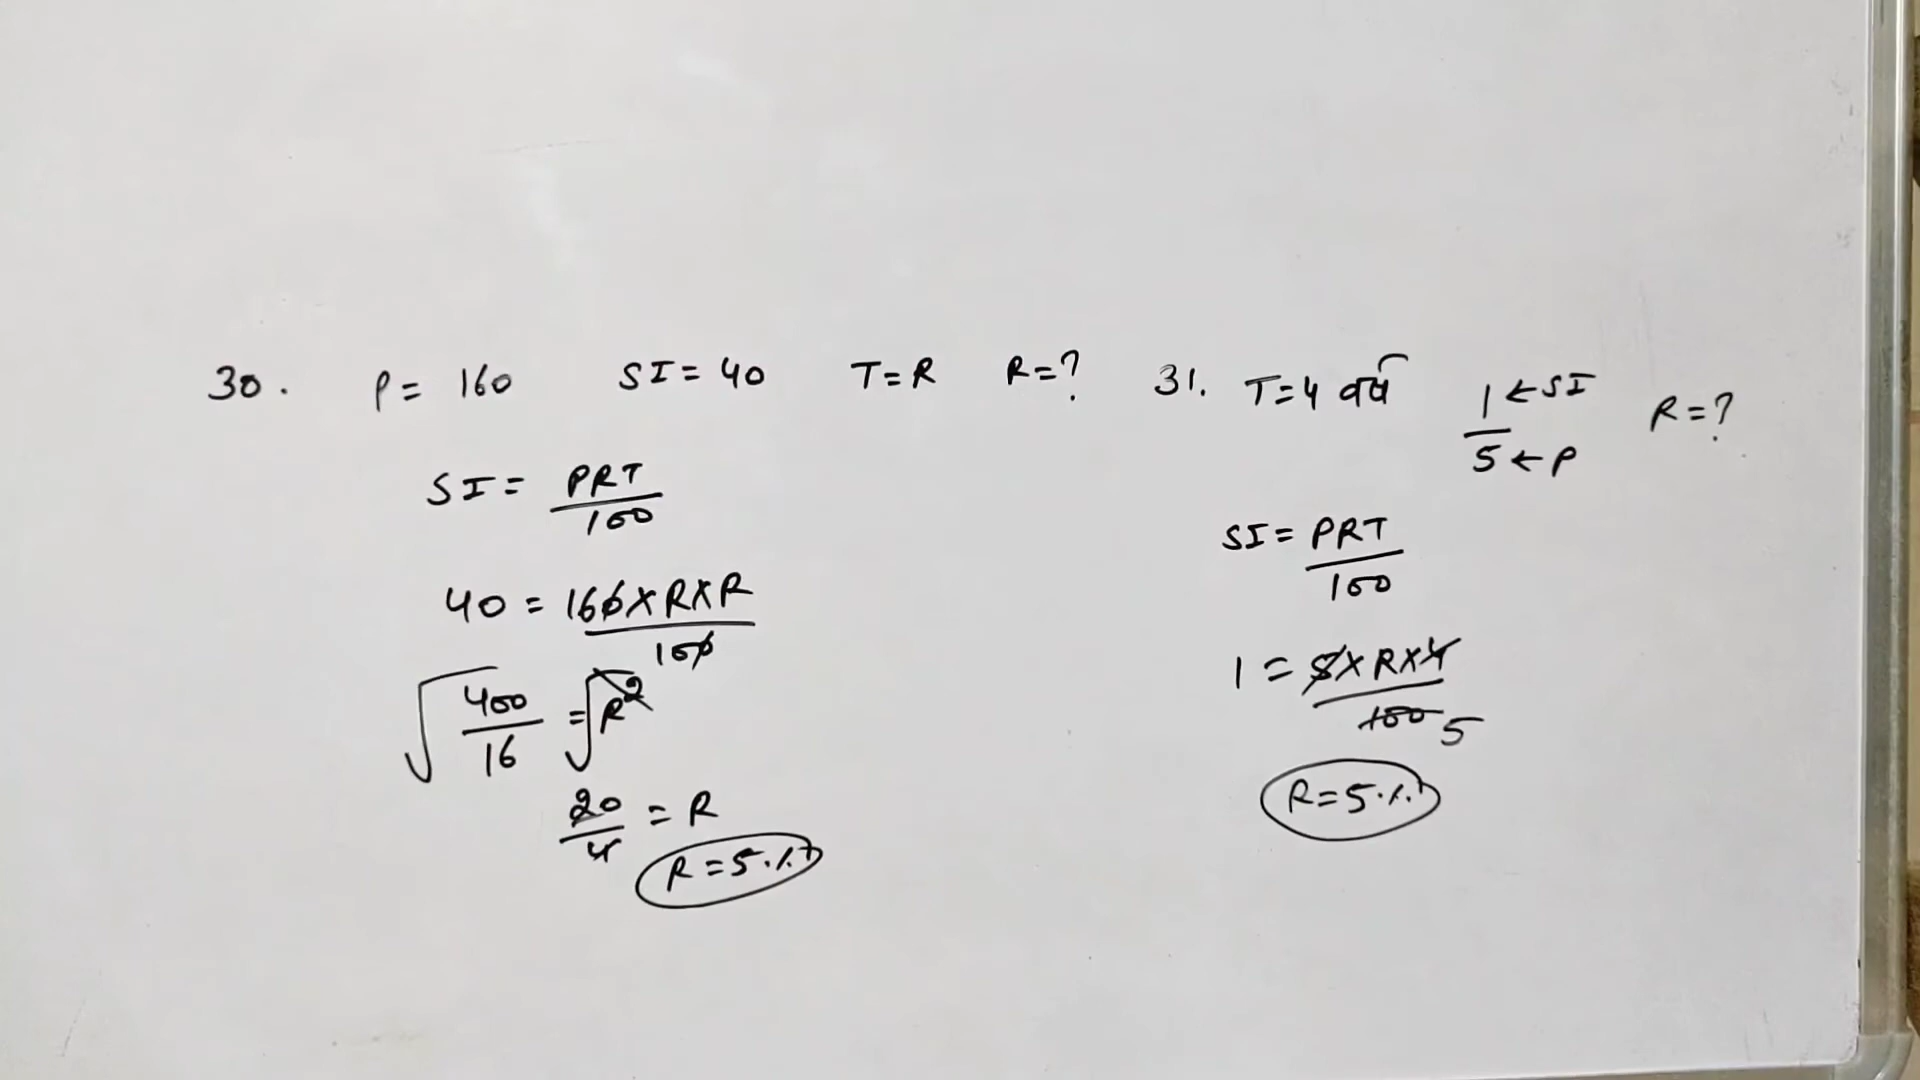 30. P = 160 SI = 40 T = R R = ?
SI = PRT
100
40 = 160 X R X R
100
√400/16 = √R²
20/4 = R
R = 5.%.
31. T = 4 वर्ष 1 ← SI R = ?
5 ← P
SI = PRT
100
1 = 5 X R X 4
100 5
R = 5.%.